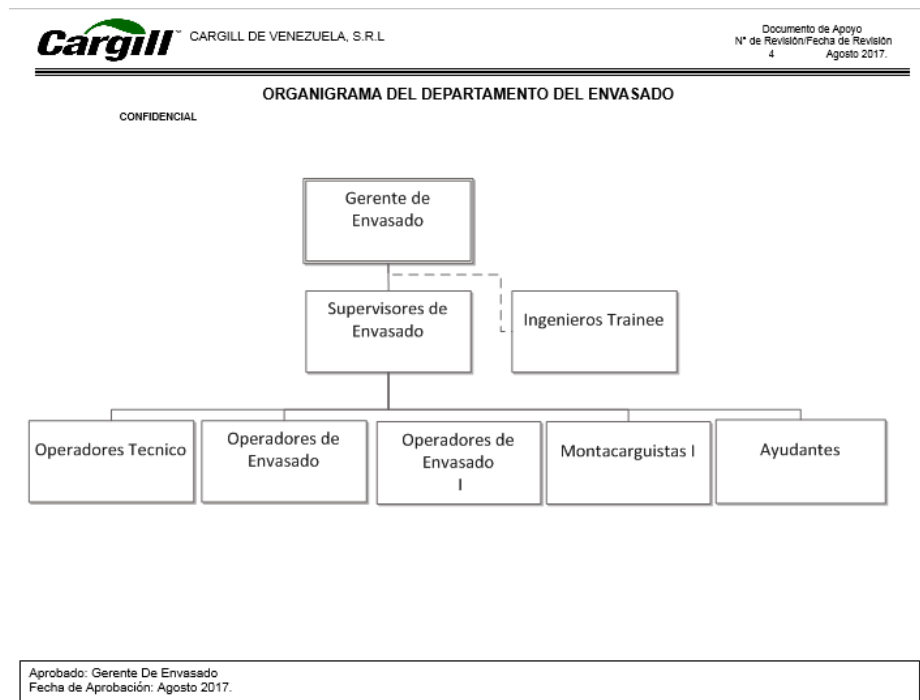 Cargill
CARGILL DE VENEZUELA, S.R.L
Documento de Apoyo
N° de Revisión/Fecha de Revisión
4 Agosto 2017.
ORGANIGRAMA DEL DEPARTAMENTO DEL ENVASADO
CONFIDENCIAL
Gerente de
Envasado
Supervisores de
Envasado
Ingenieros Trainee
Operadores Tecnico
Operadores de
Envasado
Operadores de
Envasado
I
Montacarguistas I
Ayudantes
Aprobado: Gerente De Envasado
Fecha de Aprobación: Agosto 2017.